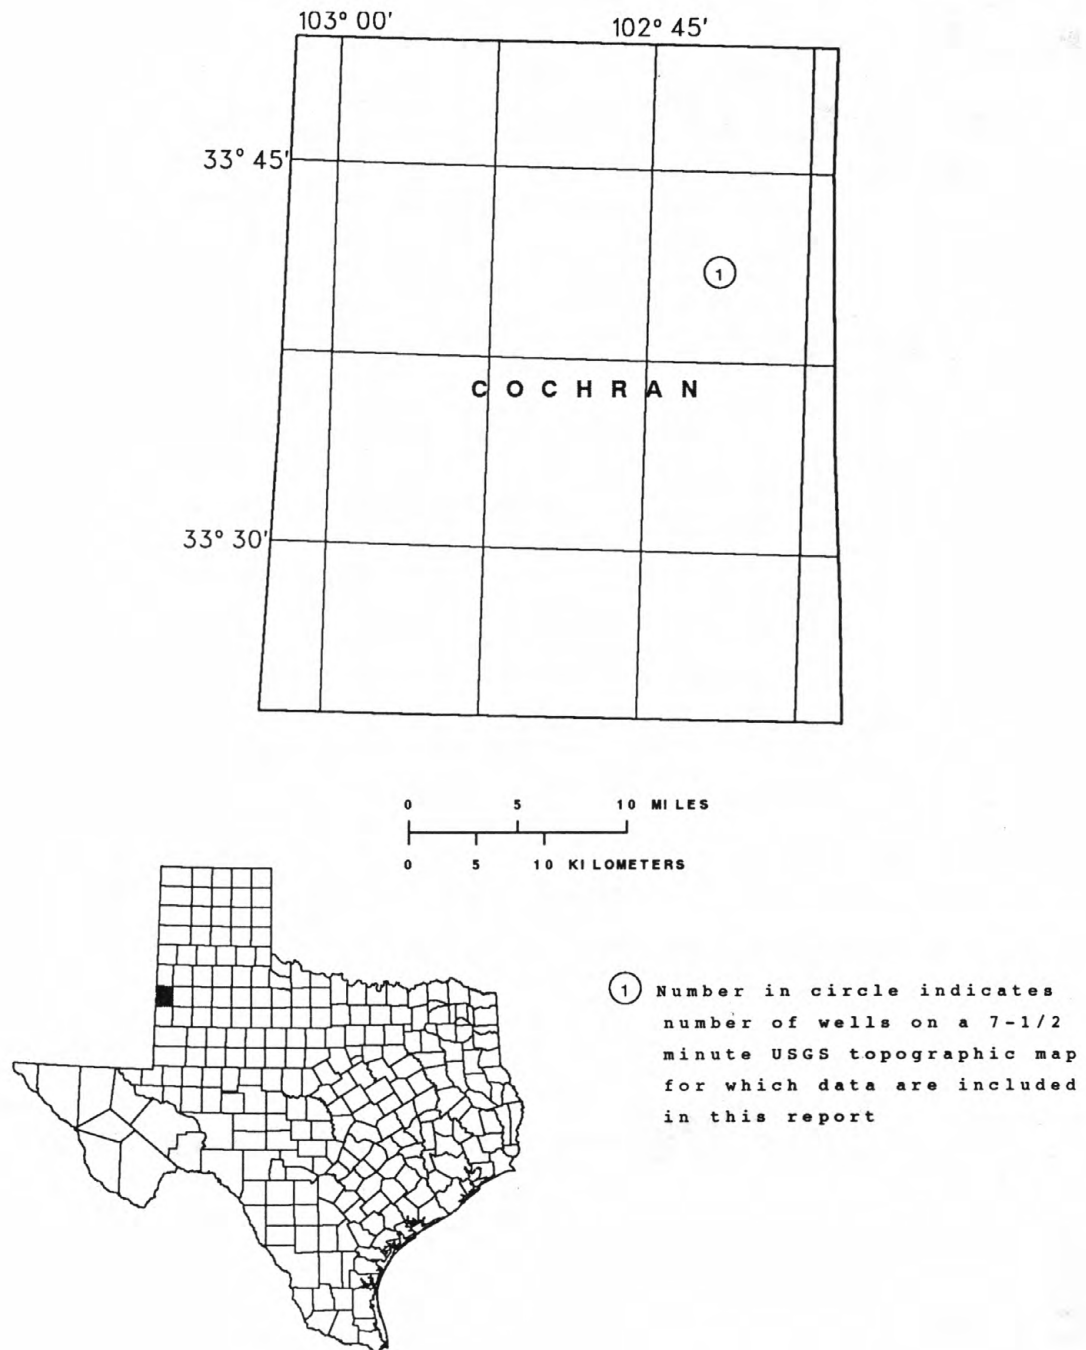 103° 00' 102° 45'
33° 45'
1
COCHRAN
33° 30'
0 5 10 MILES
0 5 10 KILOMETERS
1 Number in circle indicates
number of wells on a 7-1/2
minute USGS topographic map
for which data are included
in this report